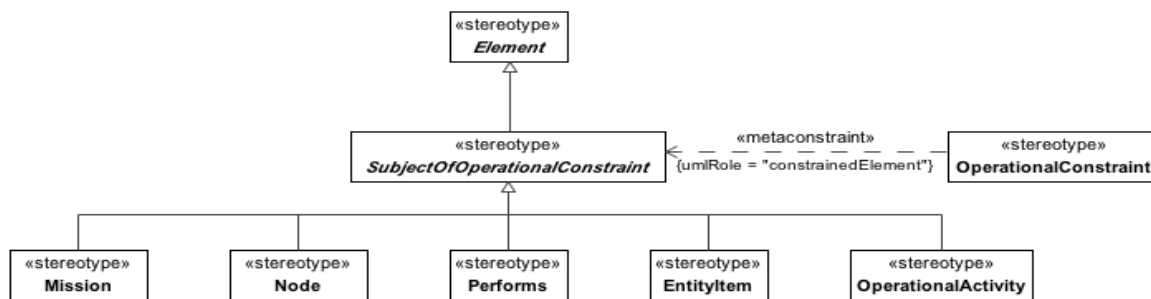 «stereotype»
Element
«stereotype»
SubjectOfOperationalConstraint
«metaconstraint»
{umlRole = "constrainedElement"}
«stereotype»
OperationalConstraint
«stereotype»
Mission
«stereotype»
Node
«stereotype»
Performs
«stereotype»
EntityItem
«stereotype»
OperationalActivity